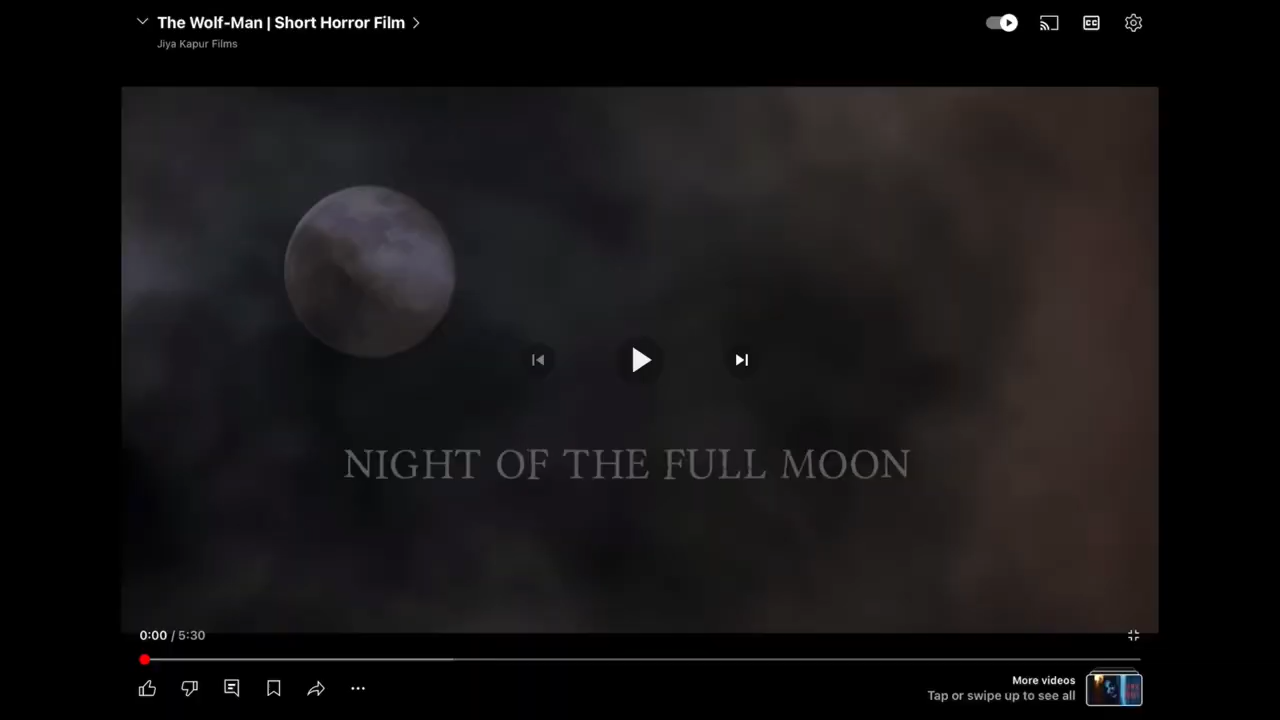 The Wolf-Man | Short Horror Film
Jiya Kapur Films
CC
NIGHT OF THE FULL MOON
0:00 / 5:30
More videos
Tap or swipe up to see all